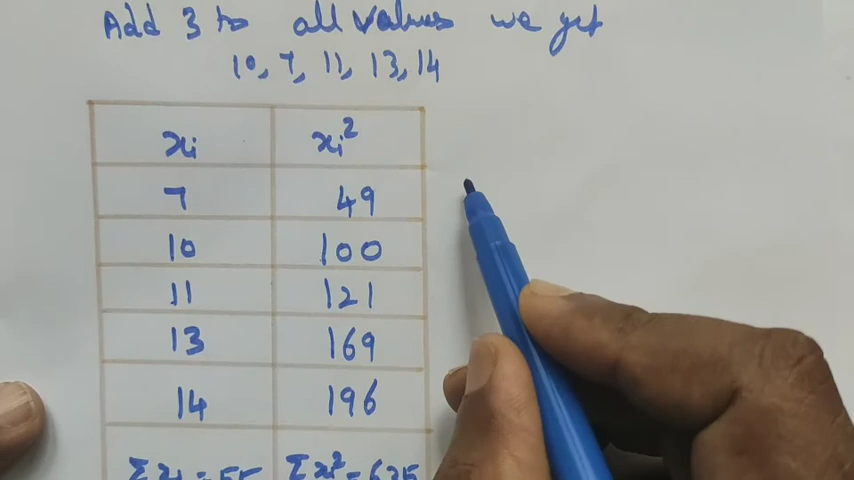 Add 3 to all values we get
10, 7, 11, 13, 14
xi xi²
7 49
10 100
11 121
13 169
14 196
Σxi = 55 Σxi² = 635